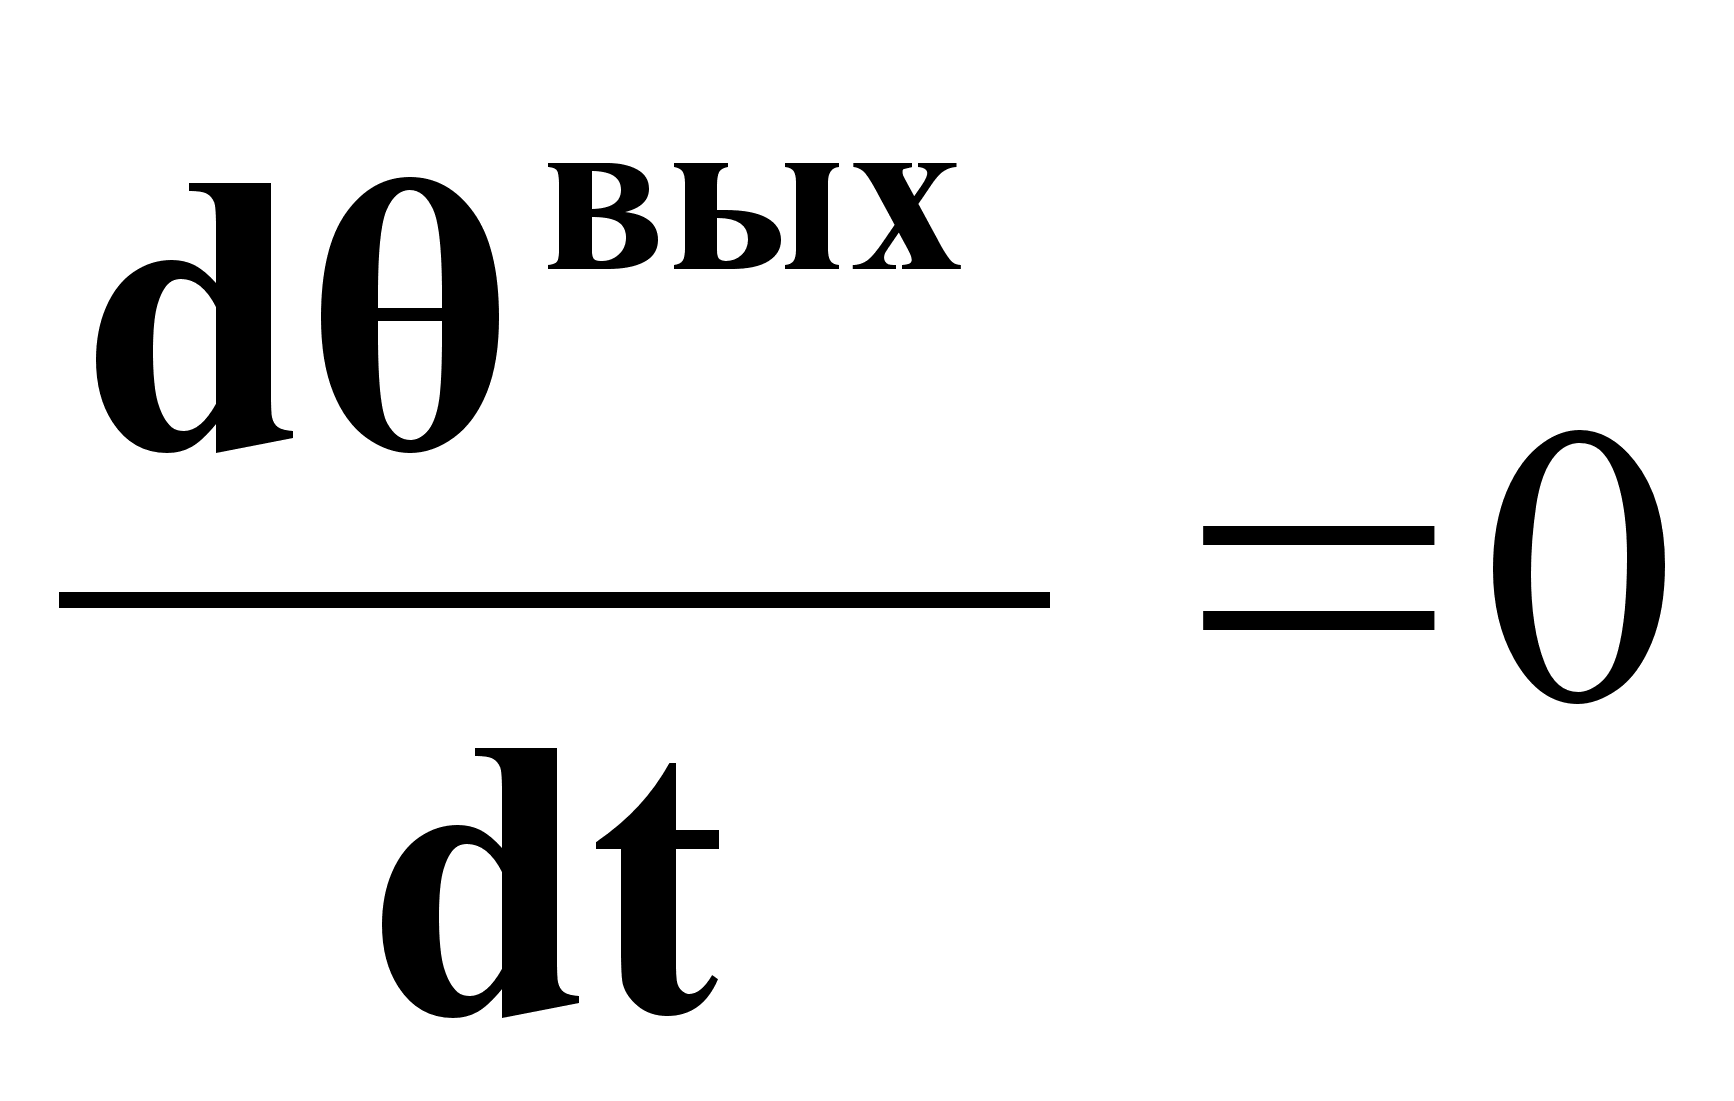 dθ вых
= 0
dt